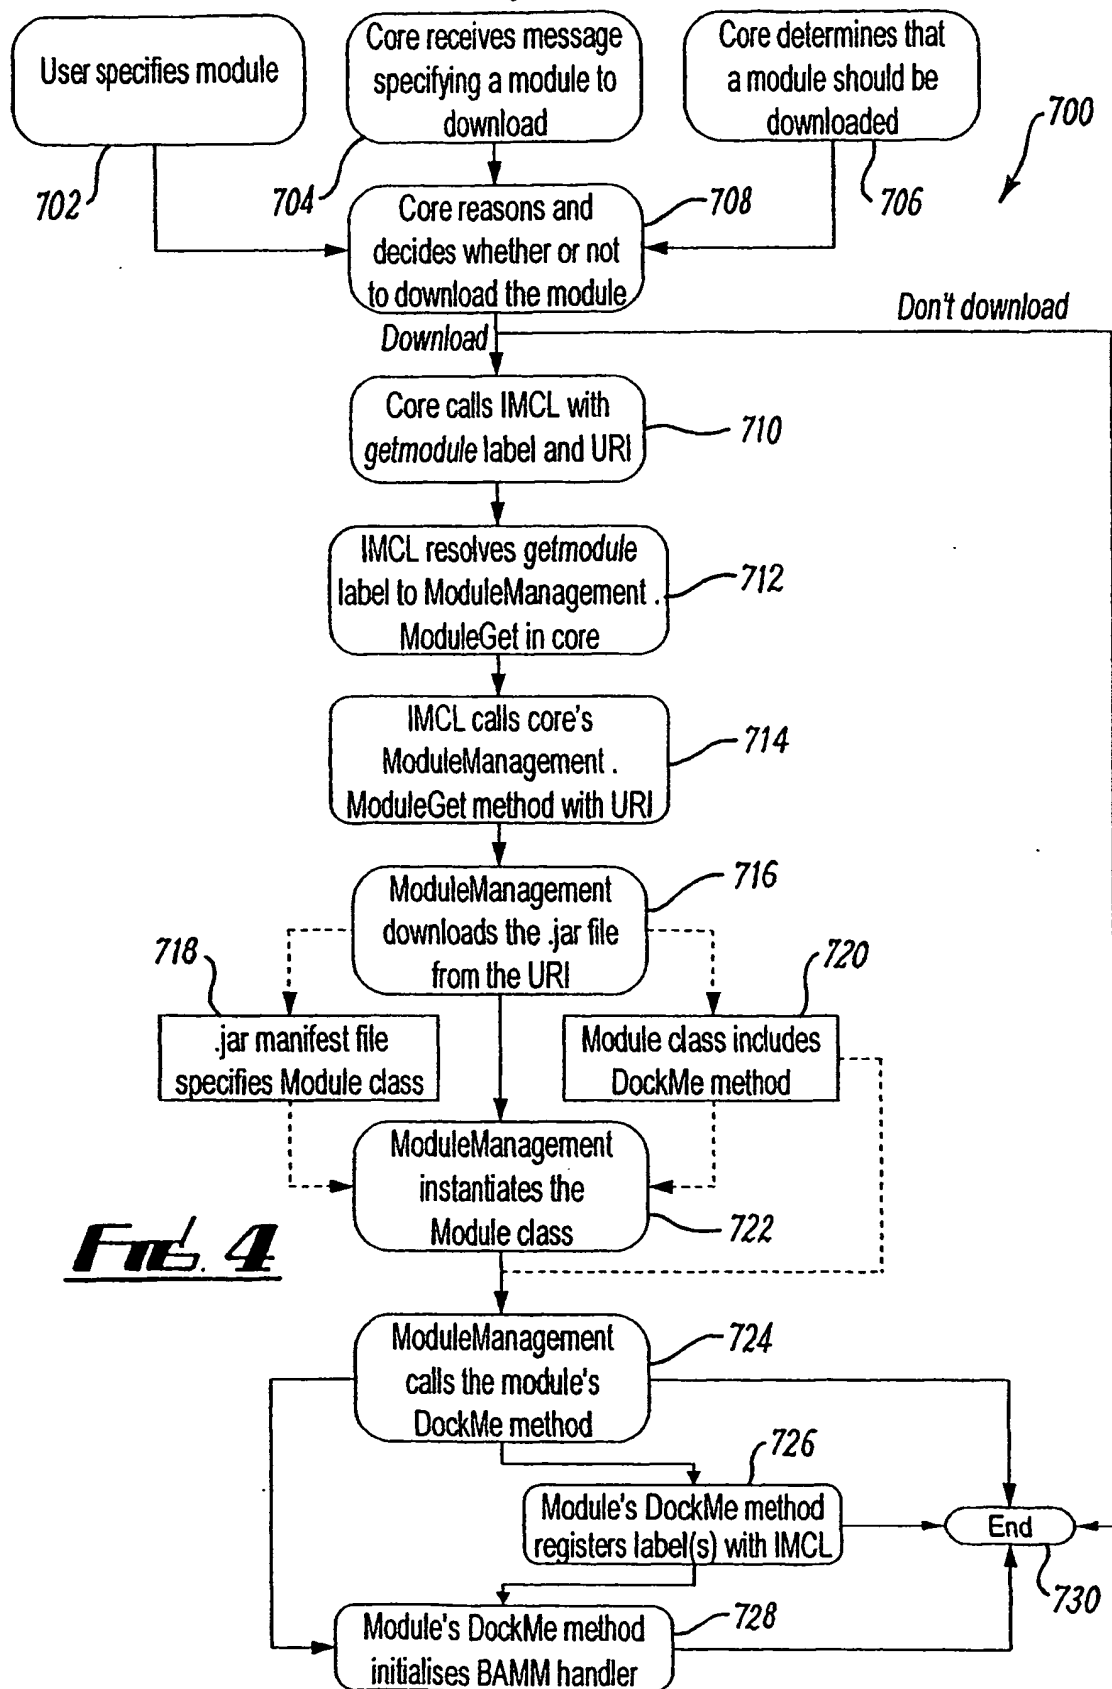 User specifies module
Core receives message
specifying a module to
download
Core determines that
a module should be
downloaded
700
702
704
706
Core reasons and
decides whether or not
to download the module
708
Download
Don't download
Core calls IMCL with
getmodule label and URI
710
IMCL resolves getmodule
label to ModuleManagement .
ModuleGet in core
712
IMCL calls core's
ModuleManagement .
ModuleGet method with URI
714
ModuleManagement
downloads the .jar file
from the URI
716
718
.jar manifest file
specifies Module class
720
Module class includes
DockMe method
ModuleManagement
instantiates the
Module class
722
FIG. 4
ModuleManagement
calls the module's
DockMe method
724
726
Module's DockMe method
registers label(s) with IMCL
End
730
Module's DockMe method
initialises BAMM handler
728